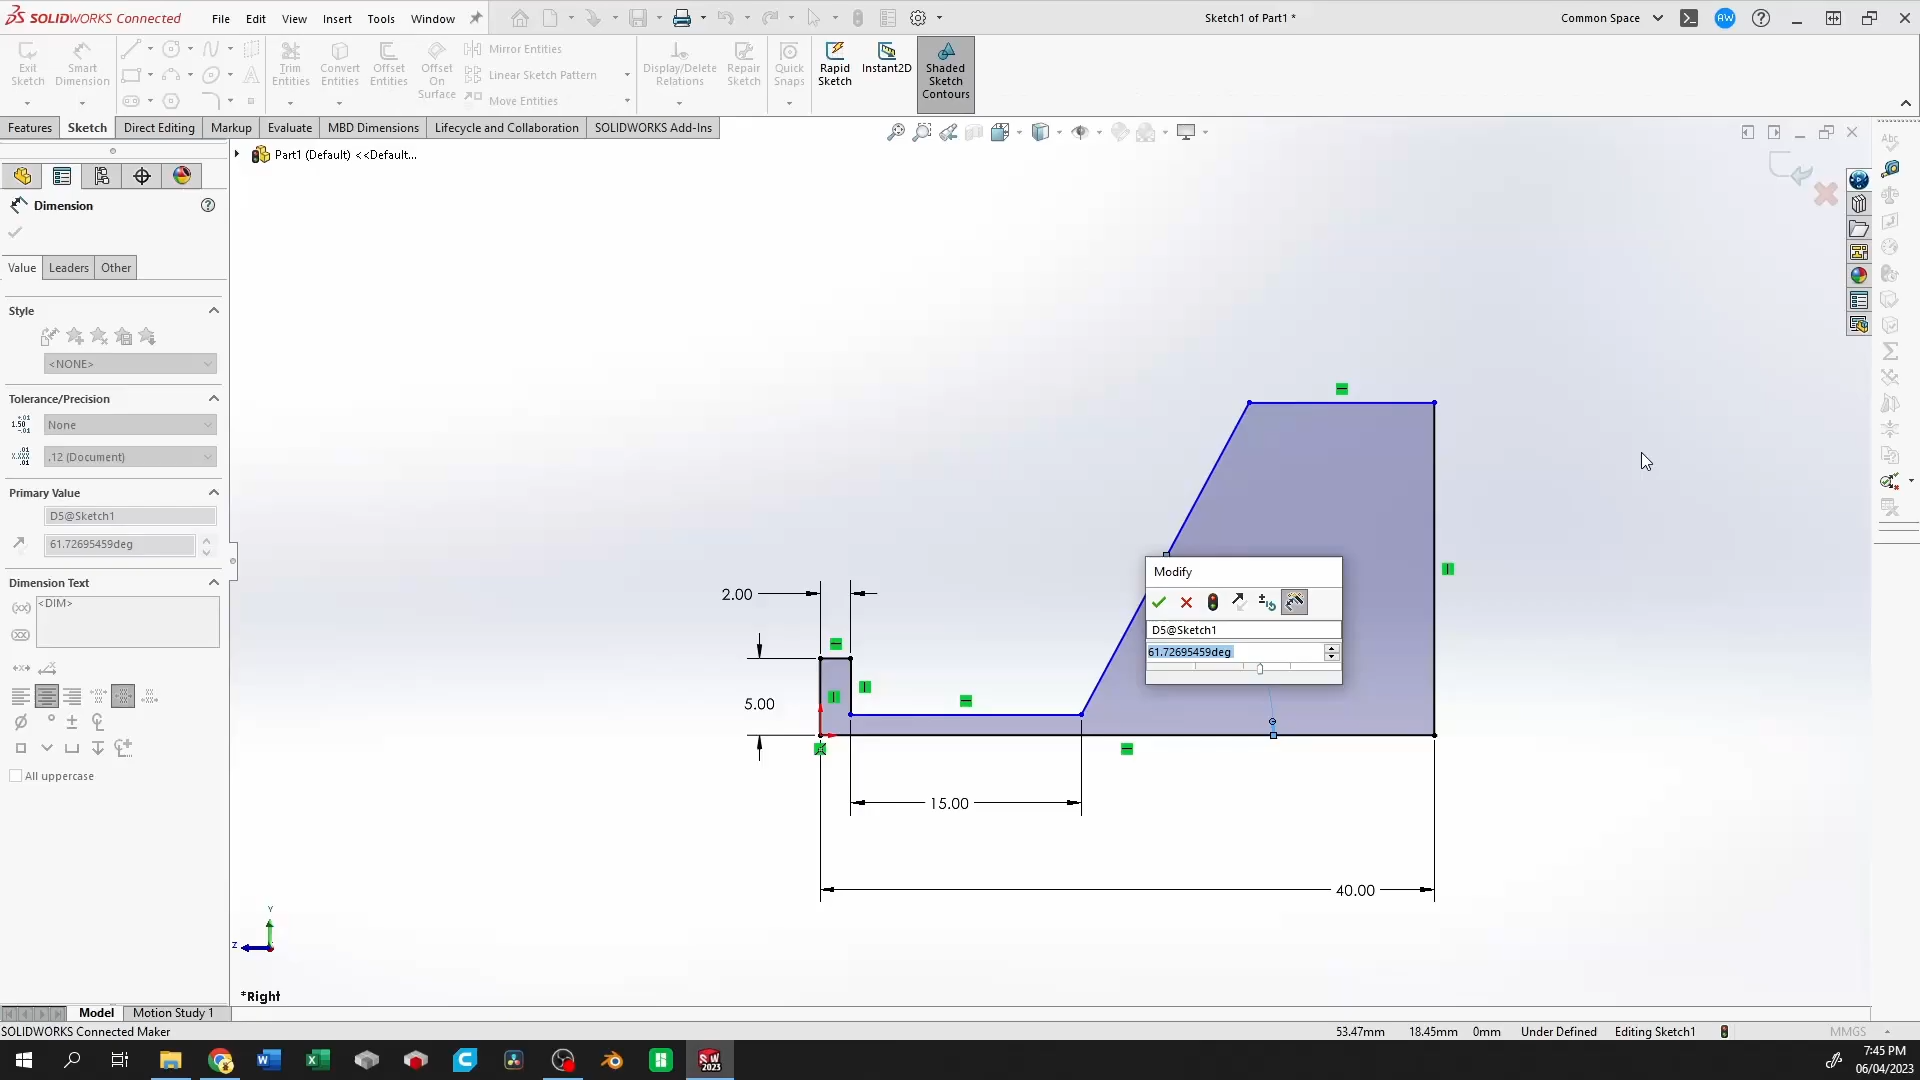 SOLIDWORKS Connected
File Edit View Insert Tools Window
Sketch1 of Part1 *
Common Space
AW
Exit Sketch
Smart Dimension
Trim Entities
Convert Entities
Offset Entities
Offset On Surface
Mirror Entities
Linear Sketch Pattern
Move Entities
Display/Delete Relations
Repair Sketch
Quick Snaps
Rapid Sketch
Instant2D
Shaded Sketch Contours
Features Sketch Direct Editing Markup Evaluate MBD Dimensions Lifecycle and Collaboration SOLIDWORKS Add-Ins
Part1 (Default) <<Default...
Dimension
Value Leaders Other
Style
<NONE>
Tolerance/Precision
None
.12 (Document)
Primary Value
D5@Sketch1
61.72695459deg
Dimension Text
<DIM>
All uppercase
2.00
5.00
15.00
40.00
Modify
D5@Sketch1
61.72695459deg
Y
Z
*Right
Model Motion Study 1
SOLIDWORKS Connected Maker
53.47mm 18.45mm 0mm Under Defined Editing Sketch1 MMGS
7:45 PM
06/04/2023